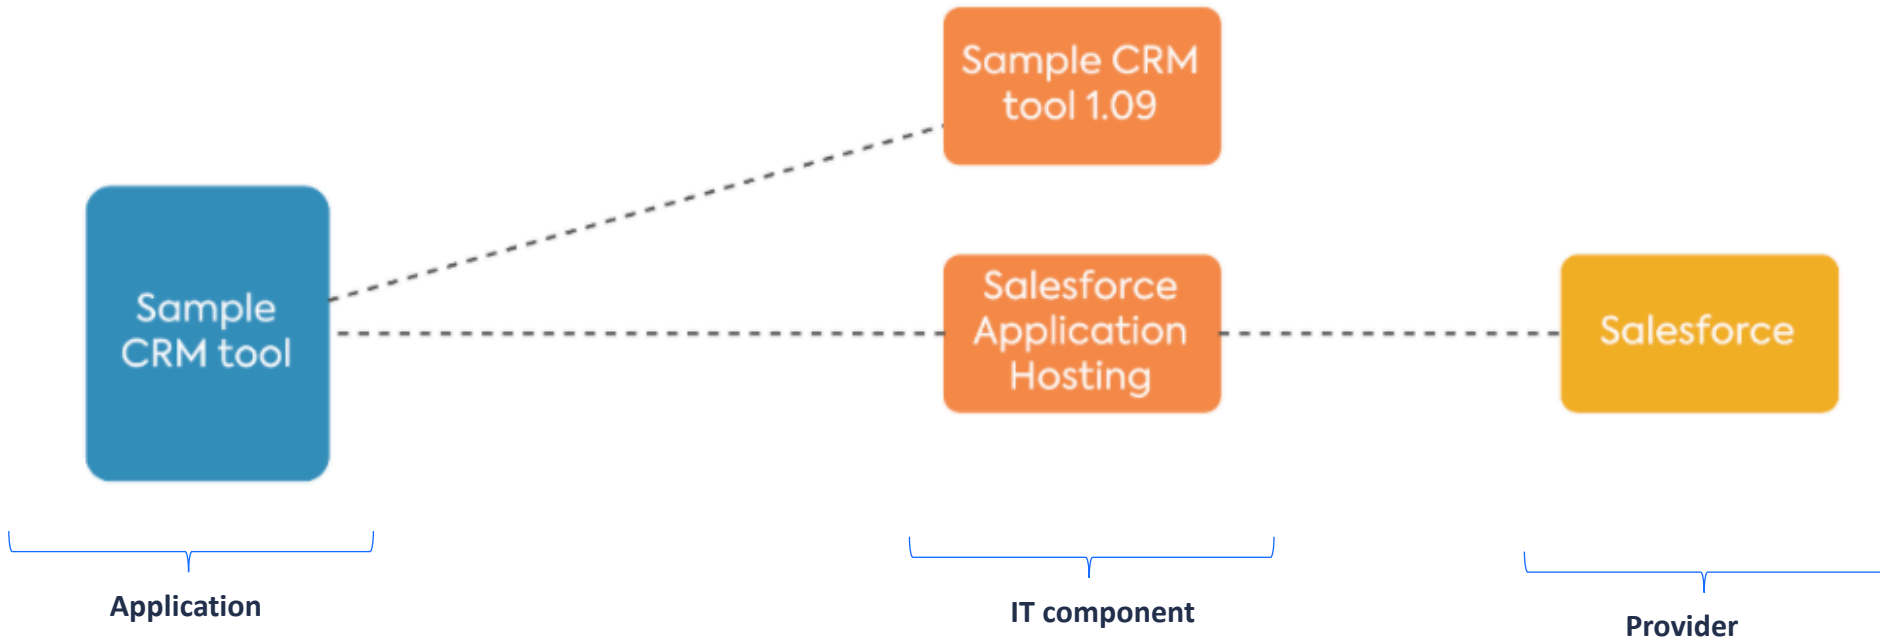 Sample CRM
tool 1.09
Sample
CRM tool
Salesforce
Application
Hosting
Salesforce
Application
IT component
Provider